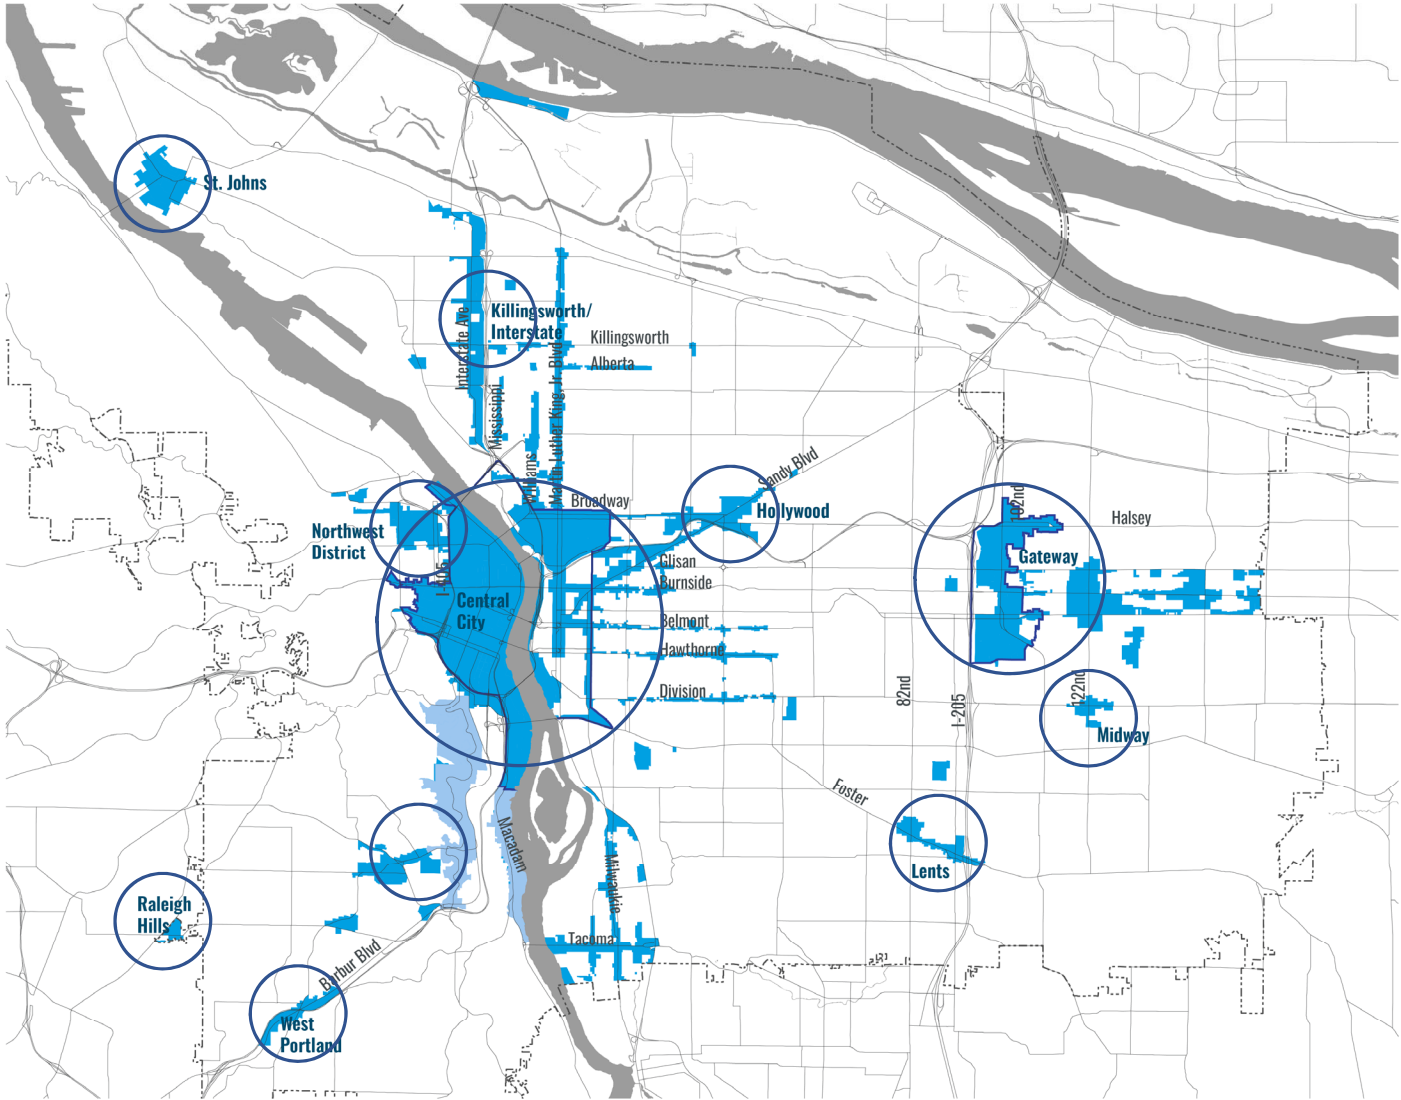 St. Johns
Killingsworth/
Interstate
Interstate Ave
Killingsworth
Alberta
Mississippi
Martin Luther King Jr. Blvd
Williams
Sandy Blvd
Broadway
Hollywood
102nd
Halsey
Northwest
District
Gateway
I-405
Glisan
Burnside
Central
City
Belmont
Hawthorne
Division
82nd
I-205
122nd
Midway
Foster
Macadam
Milwaukie
Lents
Raleigh
Hills
Tacoma
Barbur Blvd
West
Portland